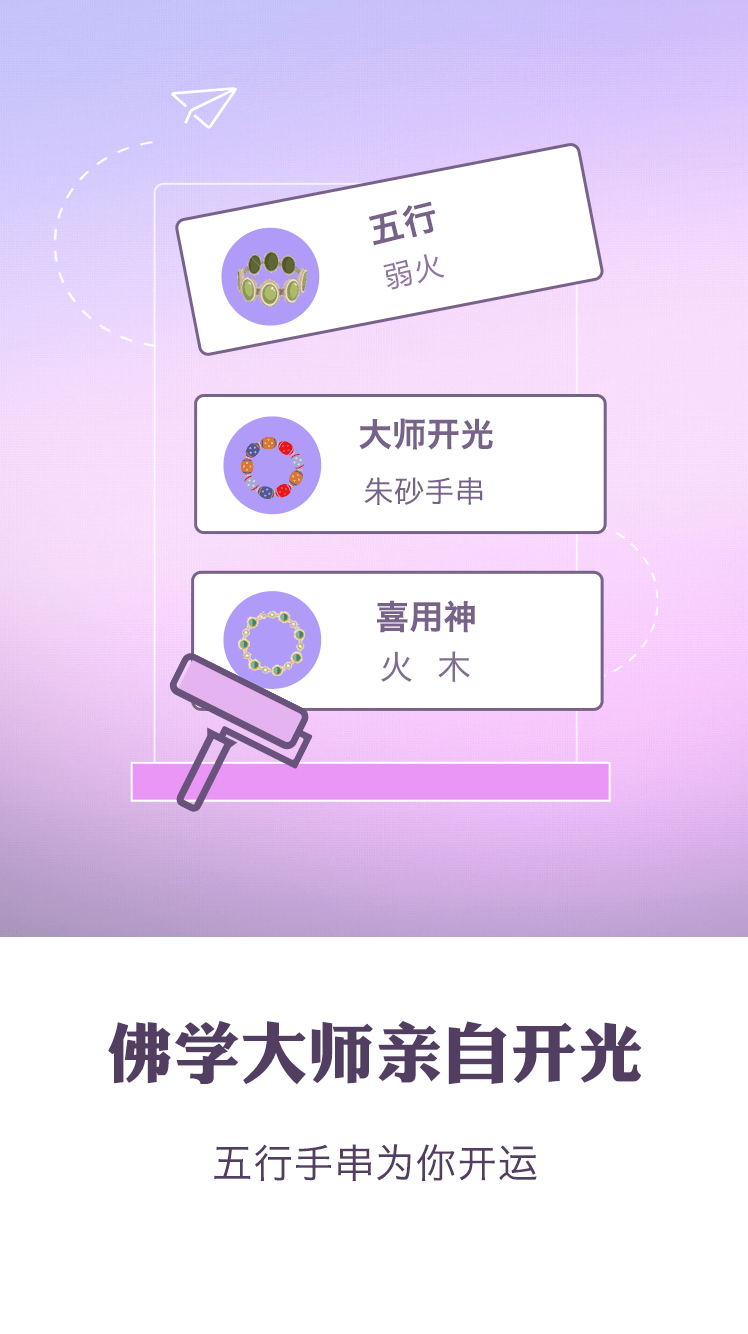 五行
弱火
大师开光
朱砂手串
喜用神
火 木
佛学大师亲自开光
五行手串为你开运